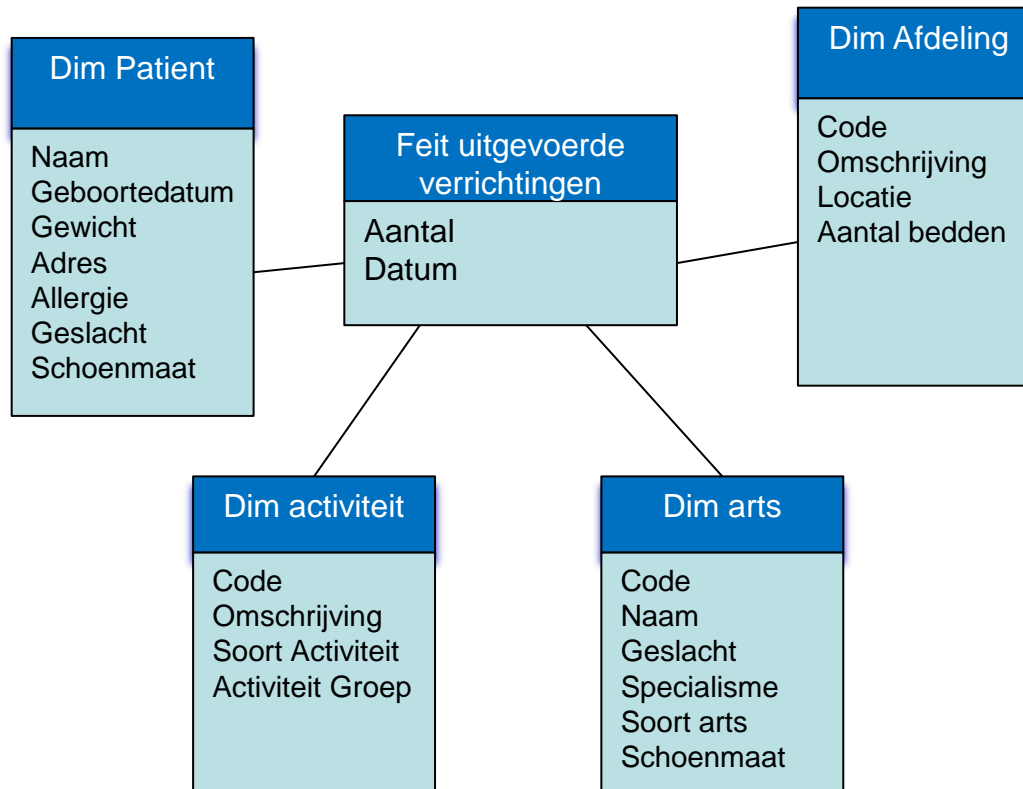 Dim Patient
Naam
Geboortedatum
Gewicht
Adres
Allergie
Geslacht
Schoenmaat
Feit uitgevoerde
verrichtingen
Aantal
Datum
Dim Afdeling
Code
Omschrijving
Locatie
Aantal bedden
Dim activiteit
Code
Omschrijving
Soort Activiteit
Activiteit Groep
Dim arts
Code
Naam
Geslacht
Specialisme
Soort arts
Schoenmaat